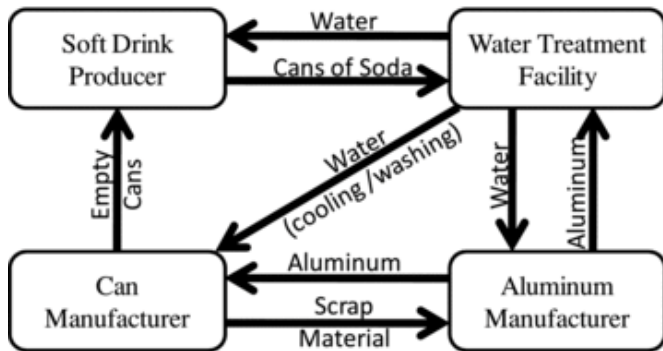 Soft Drink
Producer
Water
Cans of Soda
Water Treatment
Facility
Empty
Cans
Water
(cooling/washing)
Water
Aluminum
Can
Manufacturer
Aluminum
Scrap
Material
Aluminum
Manufacturer